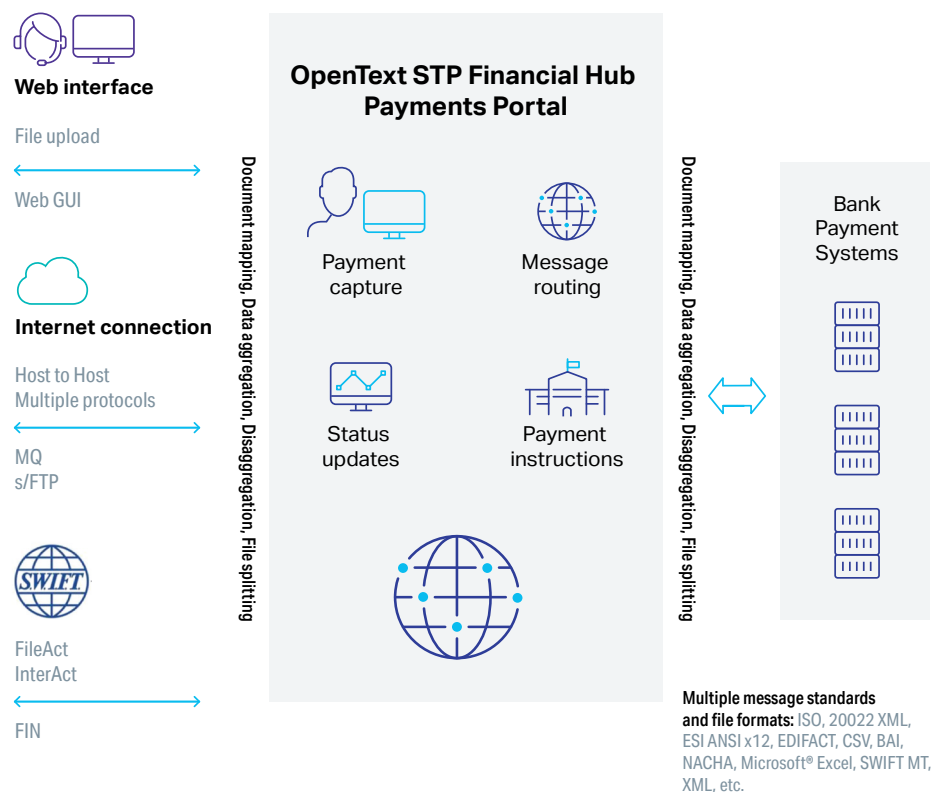 Web interface
File upload
Web GUI
Internet connection
Host to Host
Multiple protocols
MQ
s/FTP
S.W.I.F.T.
FileAct
InterAct
FIN
Document mapping, Data aggregation, Disaggregation, File splitting
OpenText STP Financial Hub
Payments Portal
Payment
capture
Message
routing
Status
updates
Payment
instructions
Document mapping, Data aggregation, Disaggregation, File splitting
Bank
Payment
Systems
Multiple message standards
and file formats: ISO, 20022 XML,
ESI ANSI x12, EDIFACT, CSV, BAI,
NACHA, Microsoft® Excel, SWIFT MT,
XML, etc.